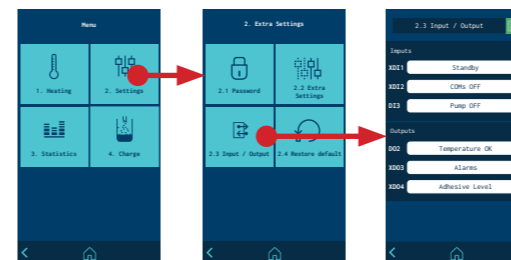 Menu
1. Heating
2. Settings
3. Statistics
4. Charge
2. Extra Settings
2.1 Password
2.2 Extra
Settings
2.3 Input / Output
2.4 Restore default
2.3 Input / Output
Imputs
XDI1 Standby
XDI2 COMs OFF
DI3 Pump OFF
Outputs
DO2 Temperature OK
XDO3 Alarms
XDO4 Adhesive Level